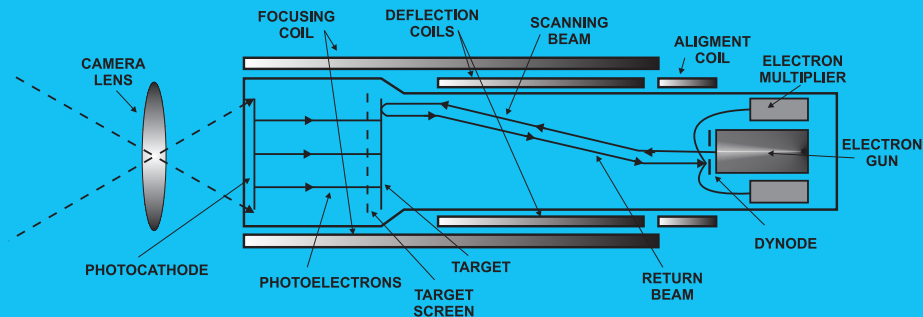 FOCUSING
COIL
DEFLECTION
COILS
SCANNING
BEAM
ALIGMENT
COIL
ELECTRON
MULTIPLIER
CAMERA
LENS
ELECTRON
GUN
DYNODE
PHOTOCATHODE
PHOTOELECTRONS
TARGET
TARGET
SCREEN
RETURN
BEAM